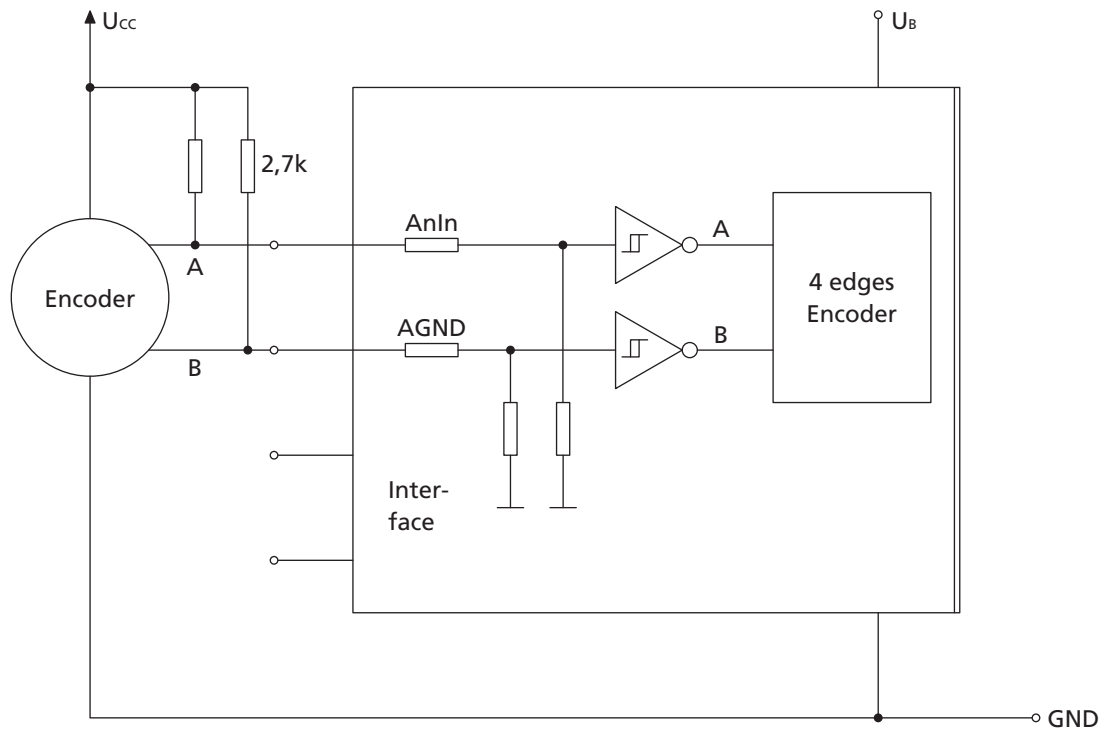 UCC
UB
2,7k
AnIn
A
A
4 edges
Encoder
Encoder
AGND
B
B
Inter-
face
GND